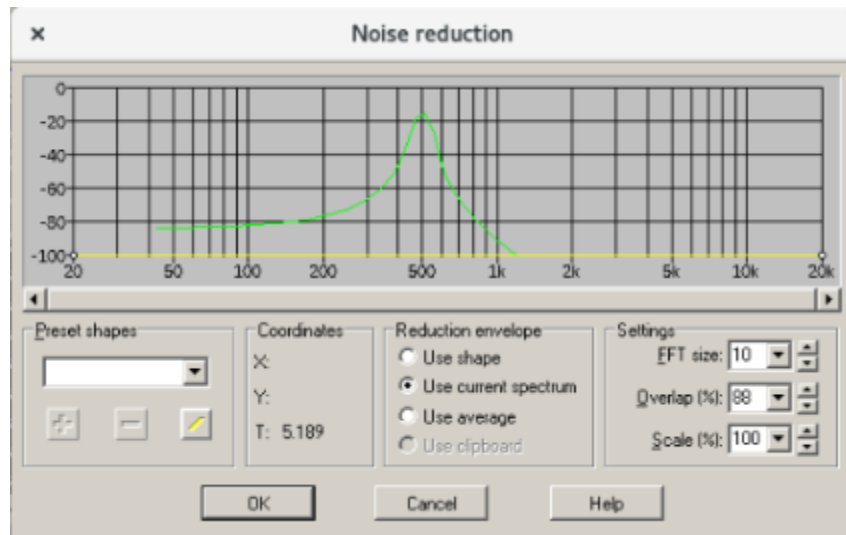 × Noise reduction
0
-20
-40
-60
-80
-100
20 50 100 200 500 1k 2k 5k 10k 20k
Preset shapes
Coordinates
X:
Y:
T: 5.189
Reduction envelope
Use shape
Use current spectrum
Use average
Use clipboard
Settings
FFT size: 10
Overlap (%): 88
Scale (%): 100
OK Cancel Help